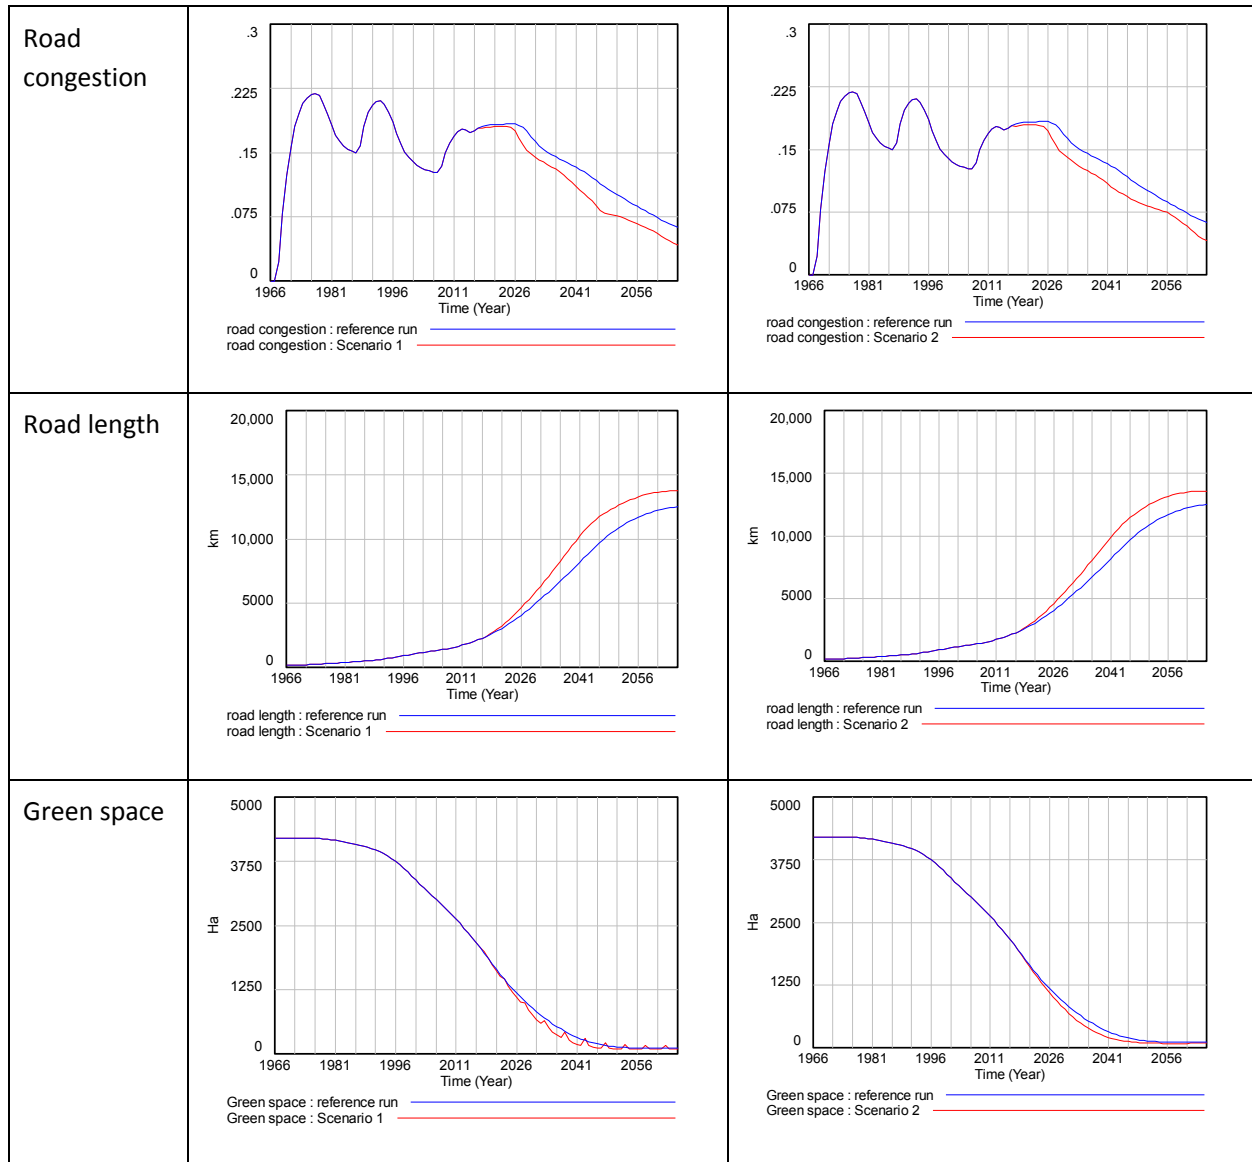 Road
congestion
.3
.225
.15
.075
0
1966 1981 1996 2011 2026 2041 2056
Time (Year)
road congestion : reference run
road congestion : Scenario 1
.3
.225
.15
.075
0
1966 1981 1996 2011 2026 2041 2056
Time (Year)
road congestion : reference run
road congestion : Scenario 2
Road length
20,000
15,000
10,000
5000
0
km
1966 1981 1996 2011 2026 2041 2056
Time (Year)
road length : reference run
road length : Scenario 1
20,000
15,000
10,000
5000
0
km
1966 1981 1996 2011 2026 2041 2056
Time (Year)
road length : reference run
road length : Scenario 2
Green space
5000
3750
2500
1250
0
Ha
1966 1981 1996 2011 2026 2041 2056
Time (Year)
Green space : reference run
Green space : Scenario 1
5000
3750
2500
1250
0
Ha
1966 1981 1996 2011 2026 2041 2056
Time (Year)
Green space : reference run
Green space : Scenario 2